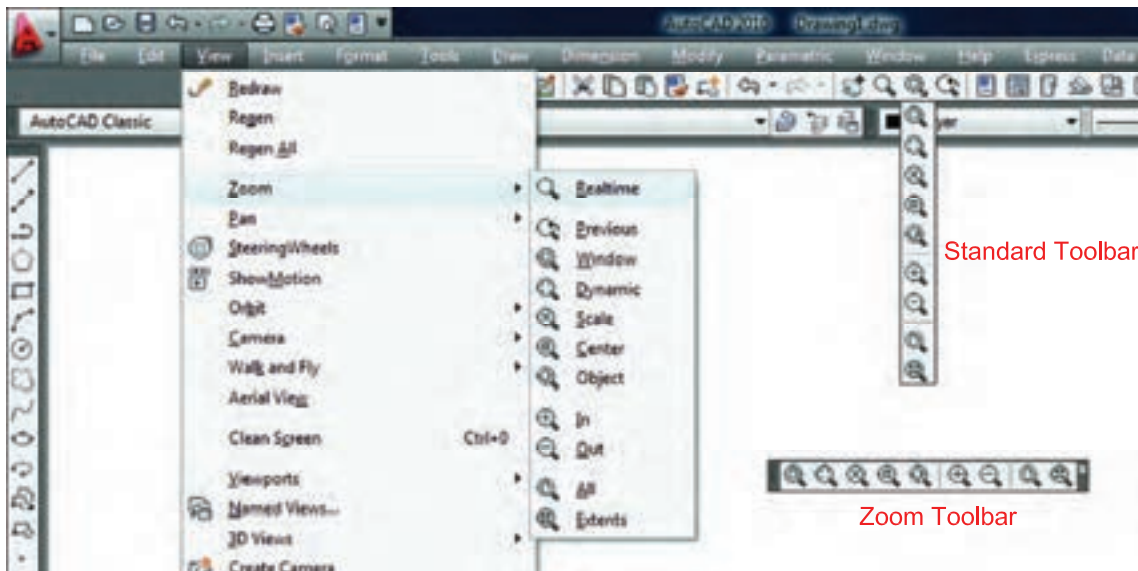 AutoCAD 2010 Drawing1.dwg
File Edit View Insert Format Tools Draw Dimension Modify Parametric Window Help Express Data
AutoCAD Classic
yer
Redraw
Regen
Regen All
Zoom
Pan
SteeringWheels
ShowMotion
Orbit
Camera
Walk and Fly
Aerial View
Clean Screen Ctrl+0
Viewports
Named Views...
3D Views
Create Camera
Realtime
Previous
Window
Dynamic
Scale
Center
Object
In
Out
All
Extents
Standard Toolbar
Zoom Toolbar